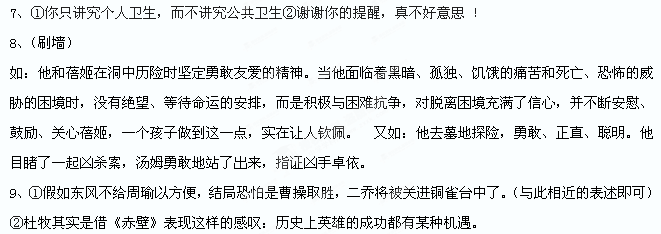 7、①你只讲究个人卫生，而不讲究公共卫生②谢谢你的提醒，真不好意思 ！
8、（刷墙）
如：他和蓓姬在洞中历险时坚定勇敢友爱的精神。当他面临着黑暗、孤独、饥饿的痛苦和死亡、恐怖的威
胁的困境时，没有绝望、等待命运的安排，而是积极与困难抗争，对脱离困境充满了信心，并不断安慰、
鼓励、关心蓓姬，一个孩子做到这一点，实在让人钦佩。 又如：他去墓地探险，勇敢、正直、聪明。他
目睹了一起凶杀案，汤姆勇敢地站了出来，指证凶手卓依。
9、①假如东风不给周瑜以方便，结局恐怕是曹操取胜，二乔将被关进铜雀台中了。（与此相近的表述即可）
②杜牧其实是借《赤壁》表现这样的感叹：历史上英雄的成功都有某种机遇。